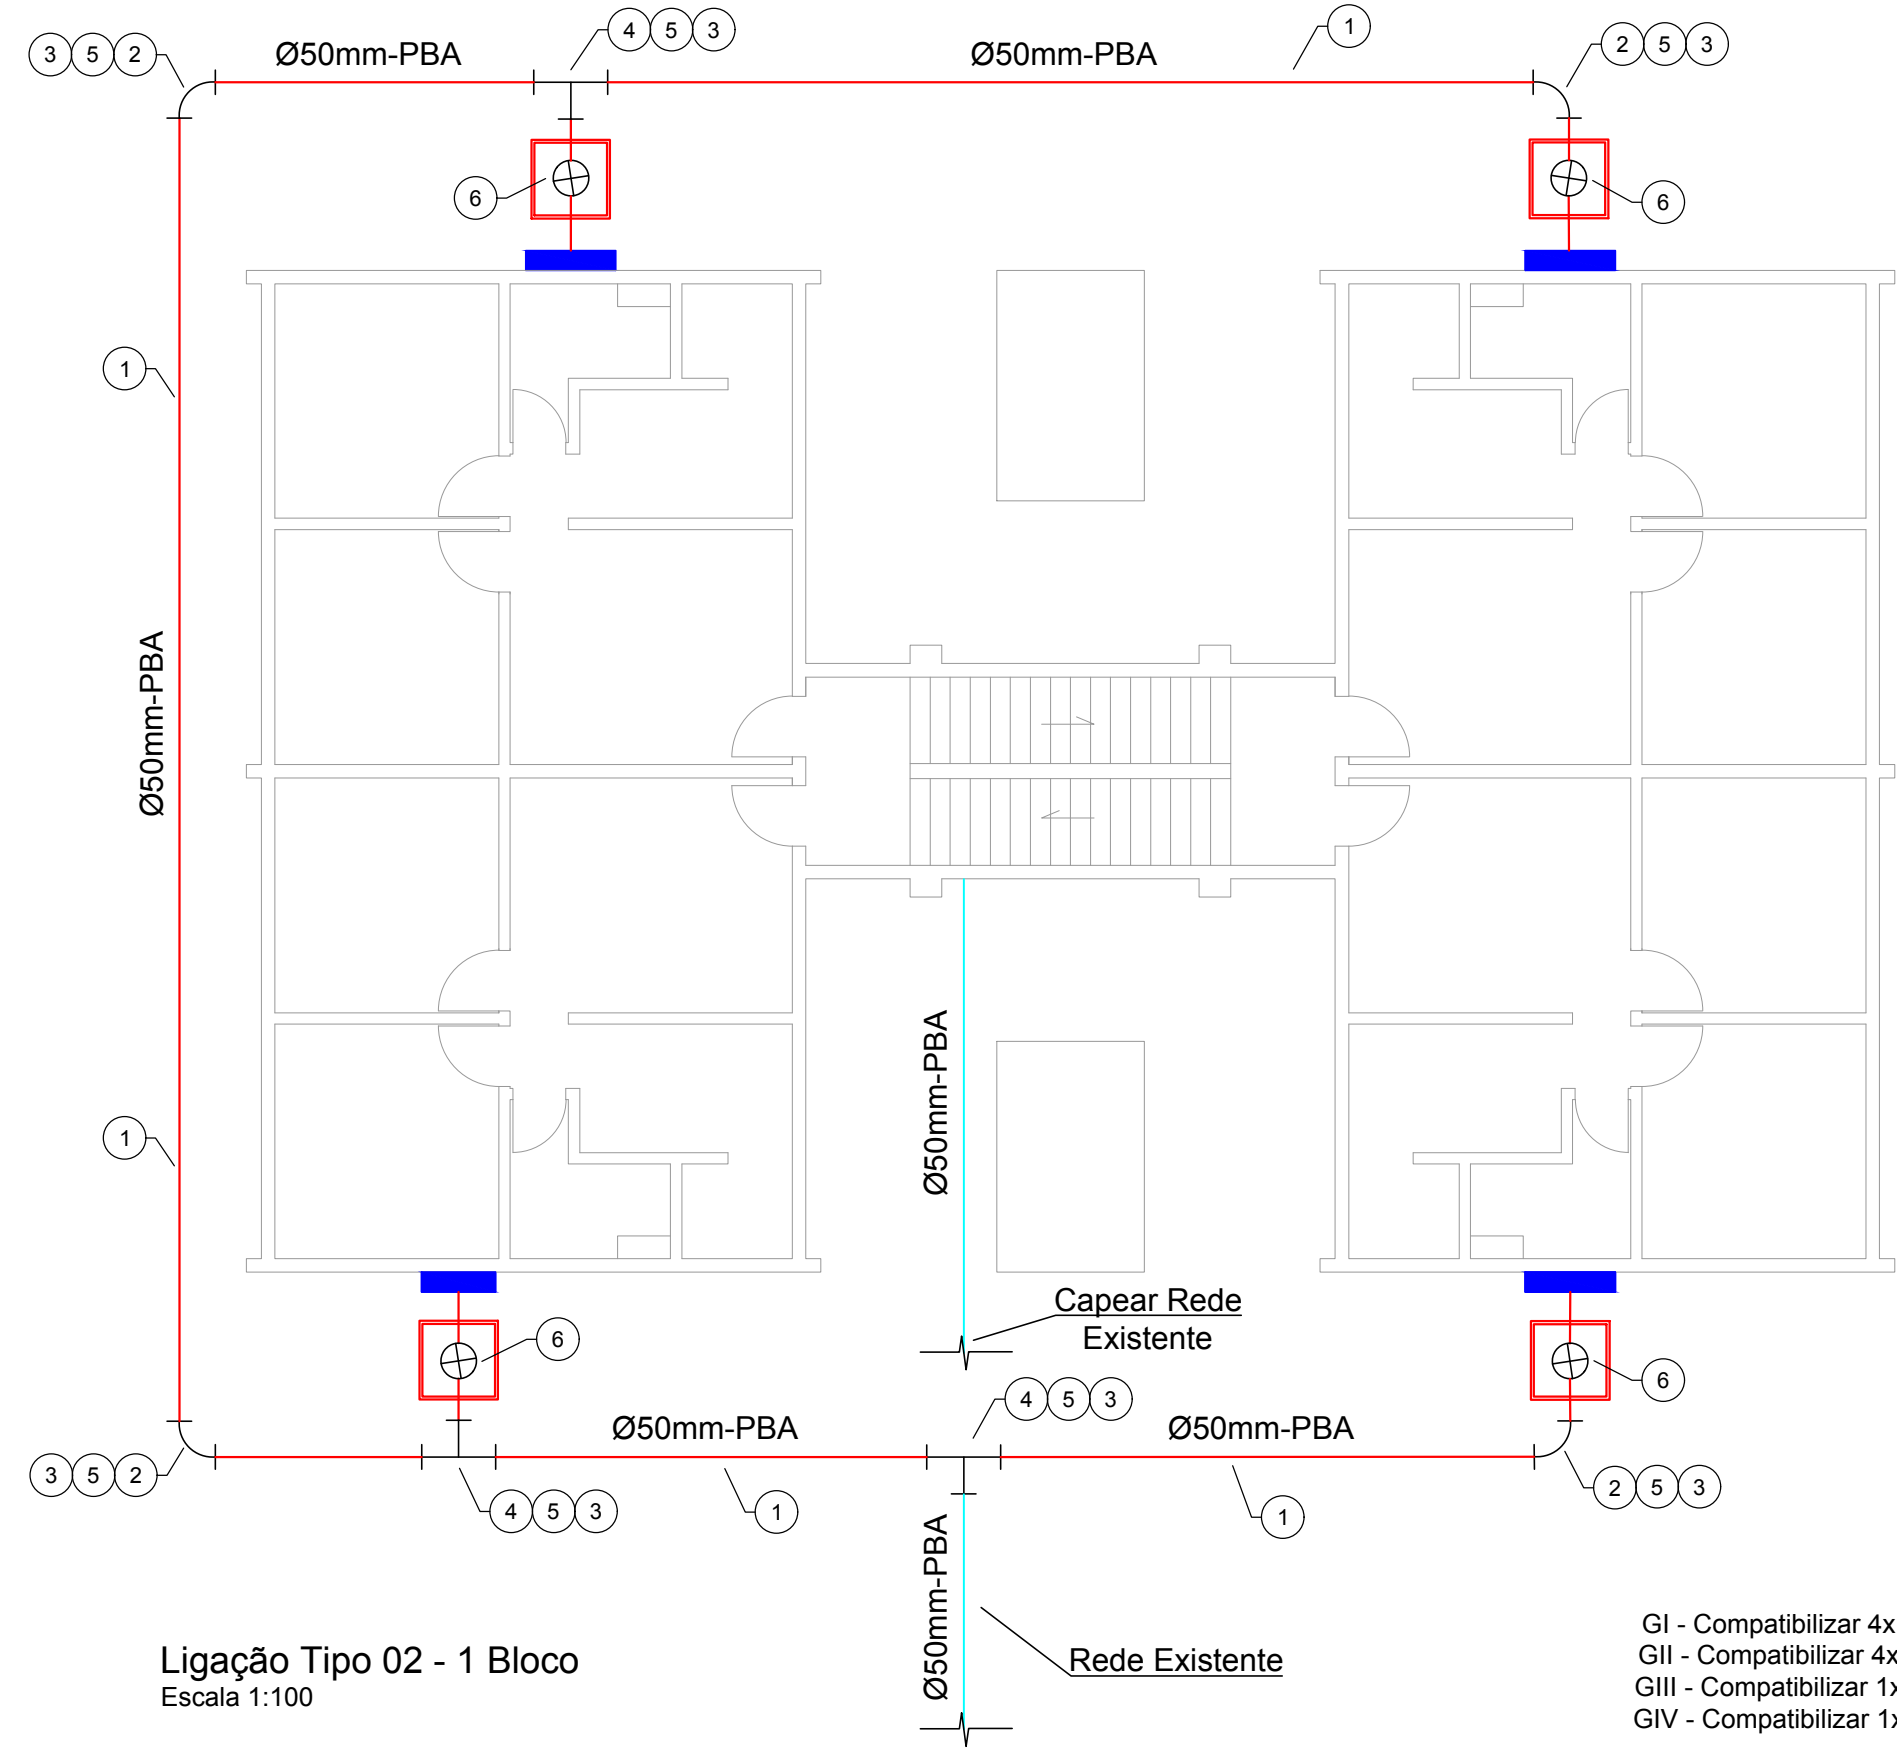 3 5 2
Ø50mm-PBA
4 5 3
Ø50mm-PBA
1
2 5 3
6
6
1
Ø50mm-PBA
1
Ø50mm-PBA
Capear Rede
Existente
6
6
4 5 3
Ø50mm-PBA
Ø50mm-PBA
3 5 2
4 5 3
1
1
2 5 3
Ø50mm-PBA
Rede Existente
Ligação Tipo 02 - 1 Bloco
Escala 1:100
GI - Compatibilizar 4x
GII - Compatibilizar 4x
GIII - Compatibilizar 1x
GIV - Compatibilizar 1x